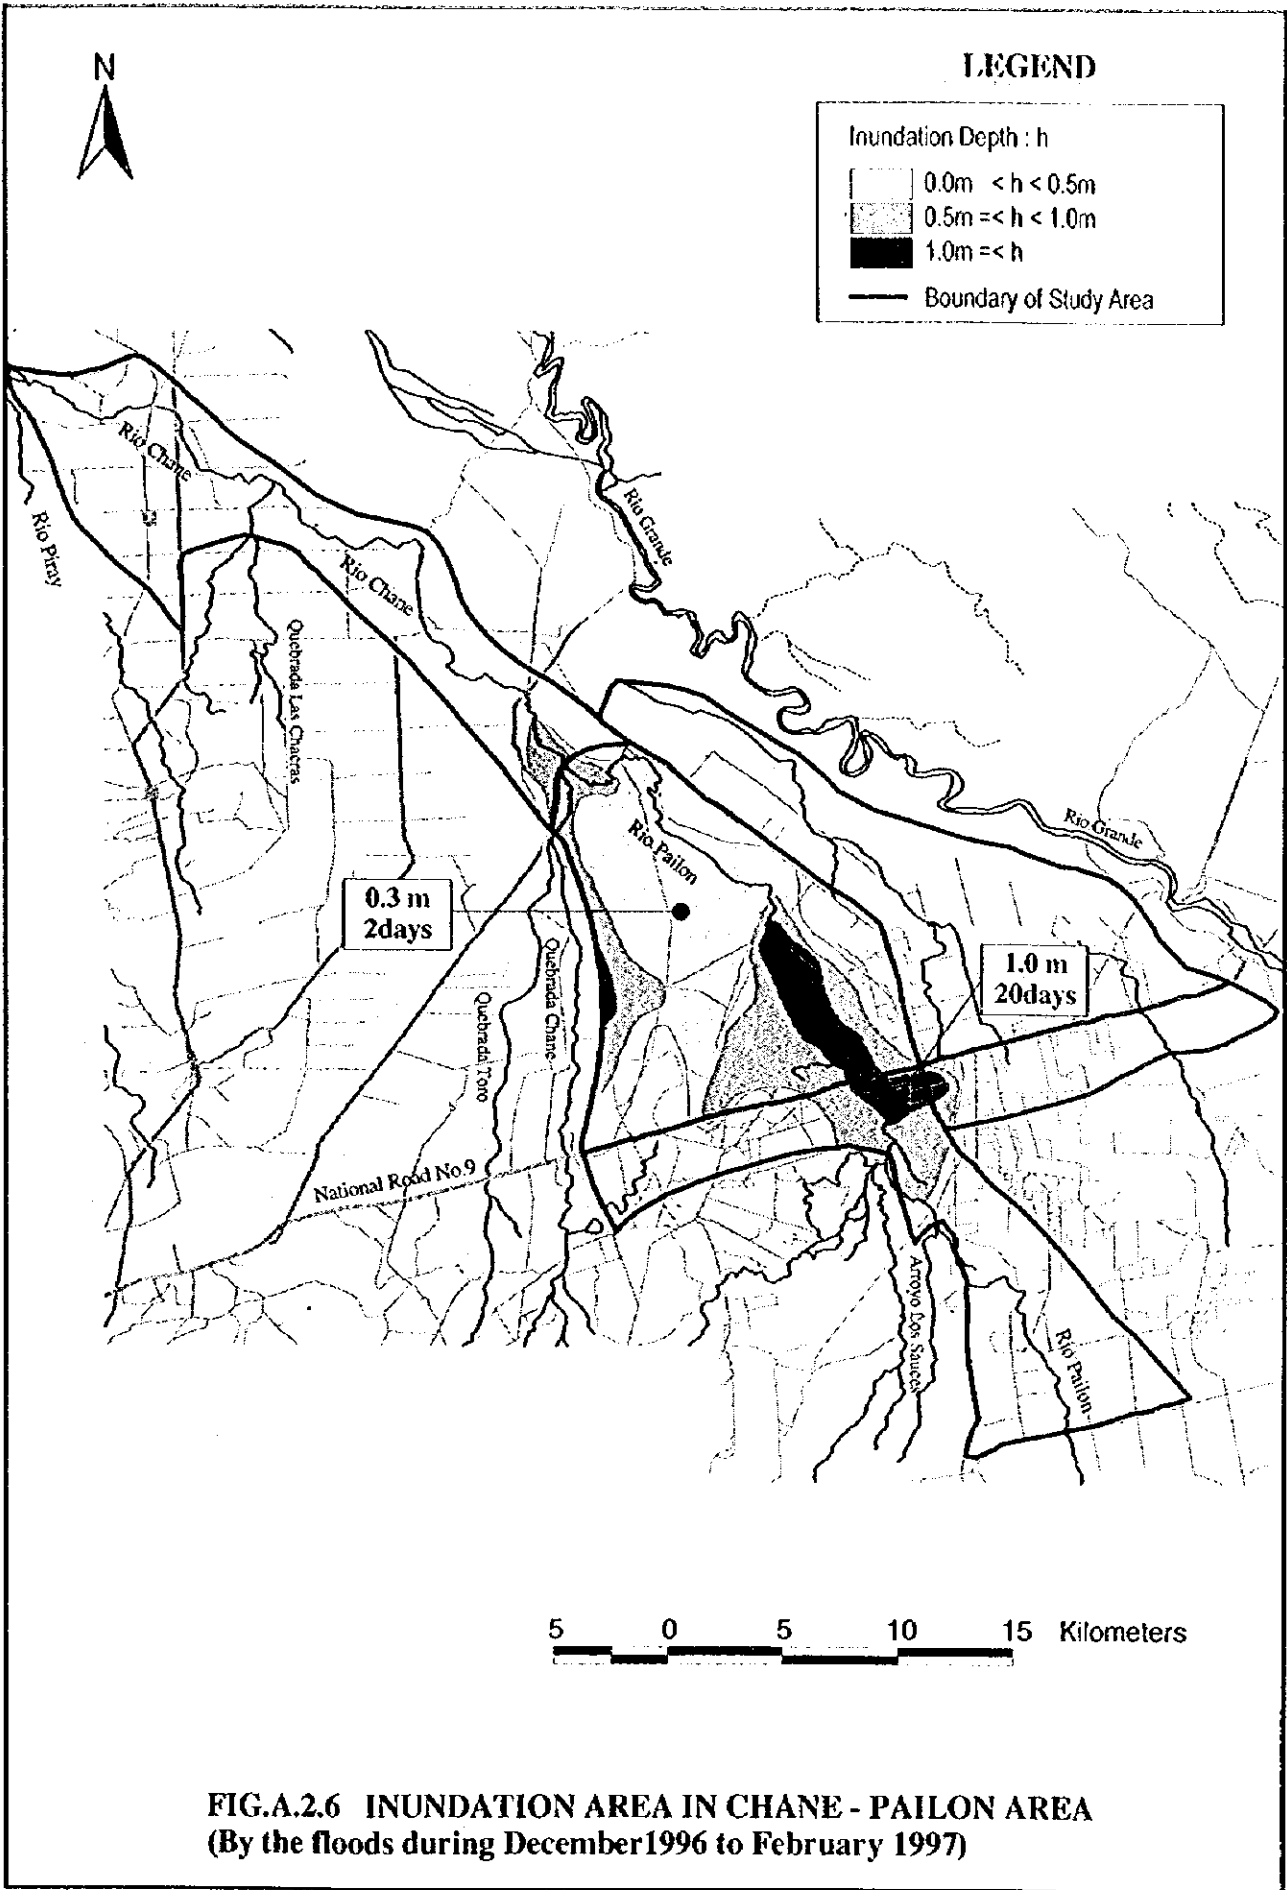 N
LEGEND
Inundation Depth : h
0.0m < h < 0.5m
0.5m =< h < 1.0m
1.0m =< h
Boundary of Study Area
Rio Chane
Rio Piray
Rio Grande
Rio Chane
Quebrada Las Chacras
Rio Grande
Rio Pailon
0.3 m
2days
1.0 m
20days
Quebrada Chane
Quebrada Toro
National Road No.9
Arroyo Los Sauces
Rio Pailon
5 0 5 10 15 Kilometers
FIG.A.2.6 INUNDATION AREA IN CHANE - PAILON AREA
(By the floods during December1996 to February 1997)